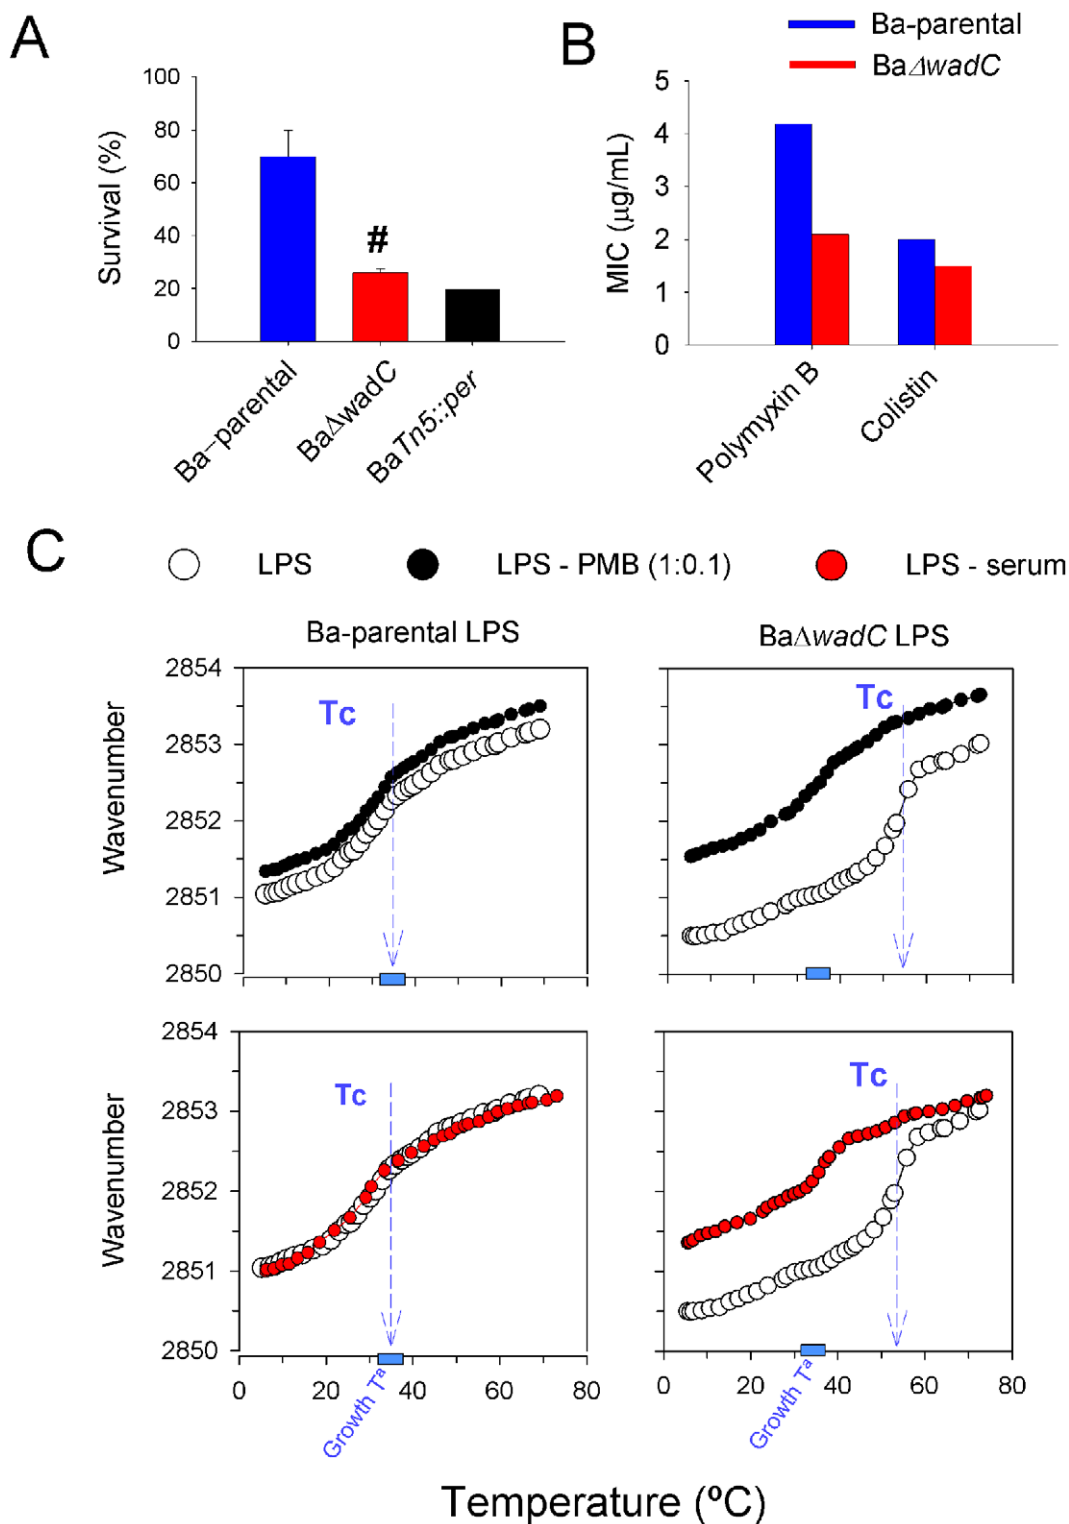 A
B
Ba-parental
BaΔwadC
100
80
60
40
20
0
Survival (%)
Ba-parental
BaΔwadC
BaTn5::per
#
5
4
3
2
1
0
MIC (µg/mL)
Polymyxin B
Colistin
C
LPS
LPS - PMB (1:0.1)
LPS - serum
Ba-parental LPS
BaΔwadC LPS
2854
2853
2852
2851
2850
Wavenumber
Tc
Tc
2854
2853
2852
2851
2850
Wavenumber
Tc
Tc
0 20 40 60 80
0 20 40 60 80
Growth Tª
Growth Tª
Temperature (ºC)